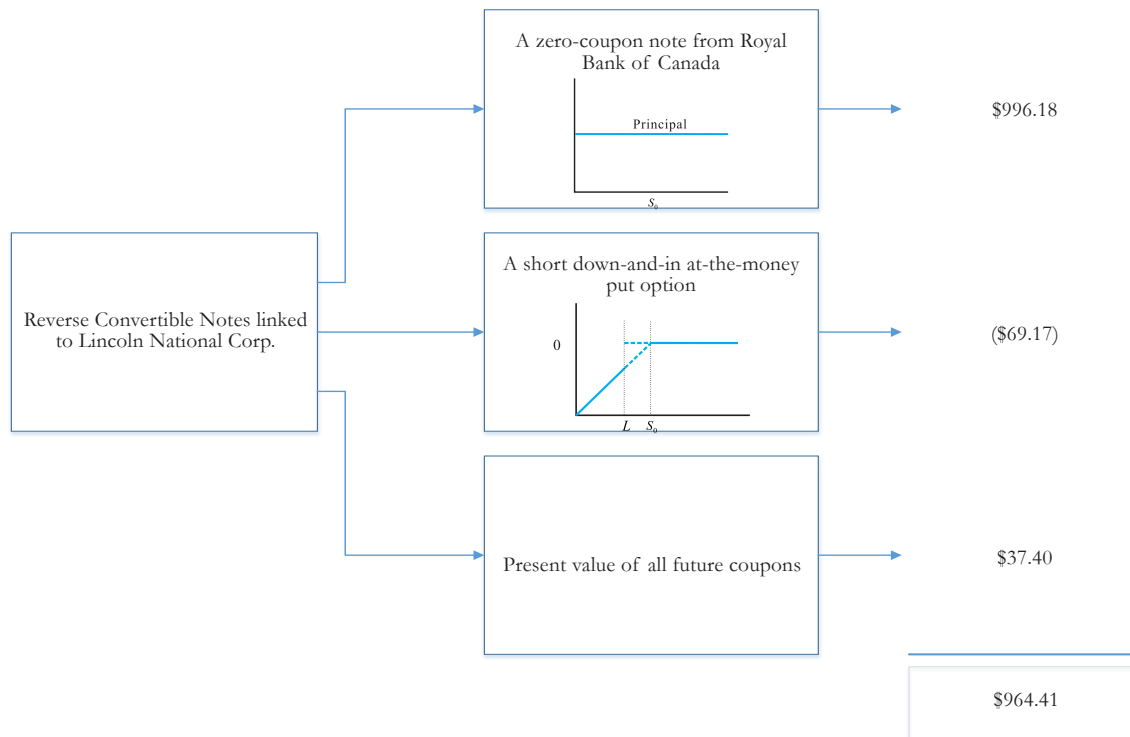 A zero-coupon note from Royal
Bank of Canada
Principal
S₀
$996.18
Reverse Convertible Notes linked
to Lincoln National Corp.
A short down-and-in at-the-money
put option
0
L S₀
($69.17)
Present value of all future coupons
$37.40
$964.41